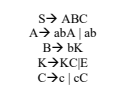 S→ ABC
A→ abA | ab
B→ bK
K→KC|E
C→c | cC